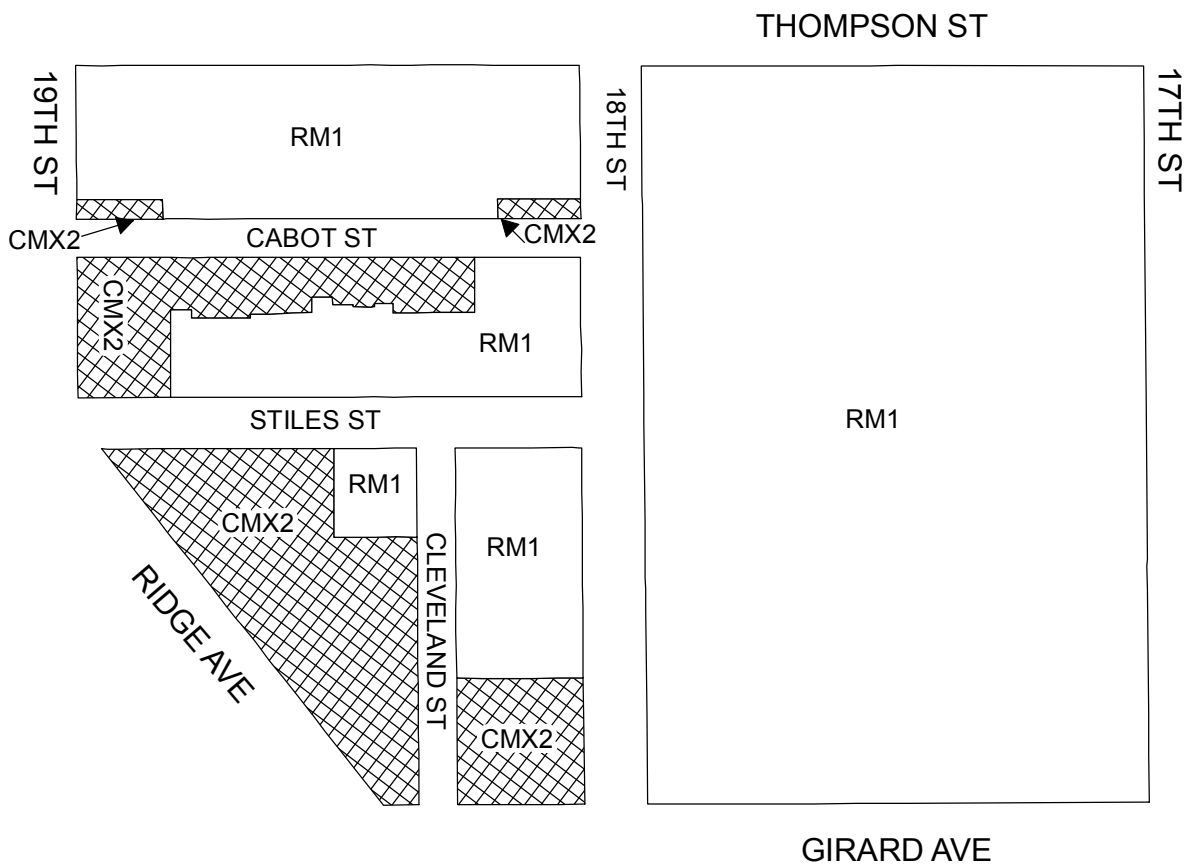 THOMPSON ST
19TH ST
RM1
18TH ST
17TH ST
CMX2
CABOT ST
CMX2
CMX2
RM1
RM1
STILES ST
RM1
CMX2
RM1
CLEVELAND ST
RIDGE AVE
CMX2
GIRARD AVE